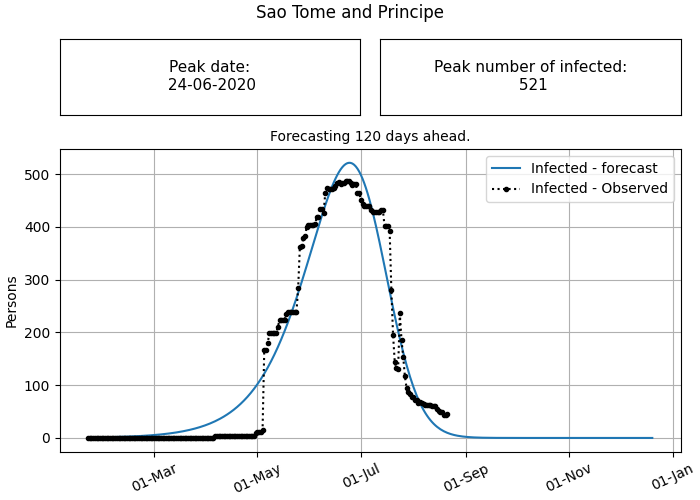 Sao Tome and Principe
Peak date:
24-06-2020
Peak number of infected:
521
Forecasting 120 days ahead.
Infected - forecast
Infected - Observed
Persons
500
400
300
200
100
0
01-Mar
01-May
01-Jul
01-Sep
01-Nov
01-Jan